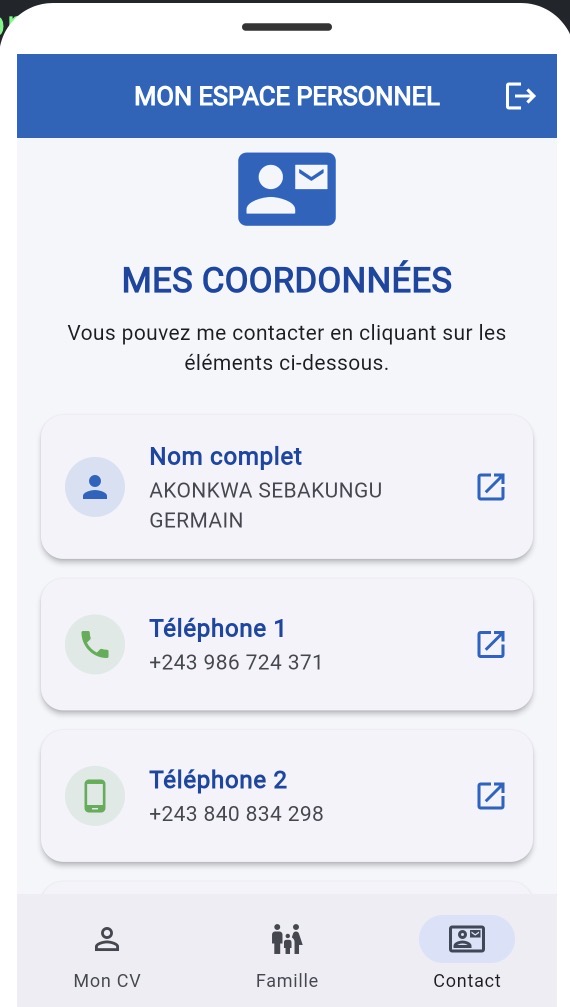 MON ESPACE PERSONNEL
MES COORDONNÉES
Vous pouvez me contacter en cliquant sur les
éléments ci-dessous.
Nom complet
AKONKWA SEBAKUNGU
GERMAIN
Téléphone 1
+243 986 724 371
Téléphone 2
+243 840 834 298
Mon CV
Famille
Contact